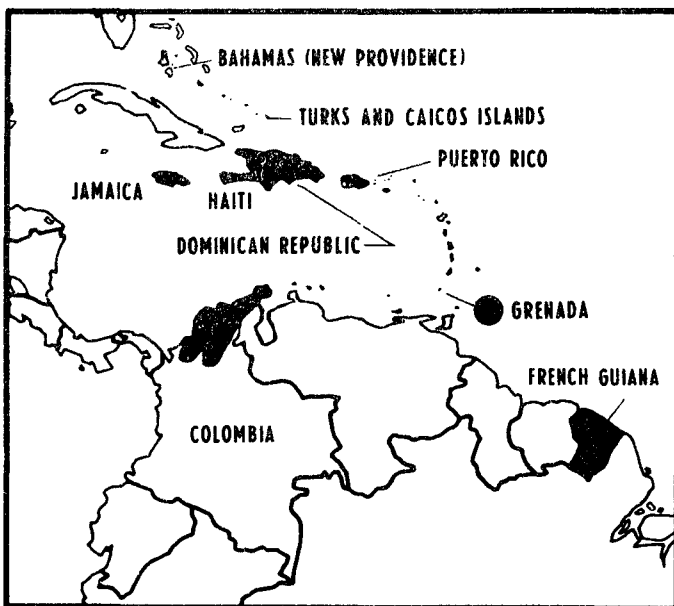 BAHAMAS (NEW PROVIDENCE)
TURKS AND CAICOS ISLANDS
PUERTO RICO
JAMAICA
HAITI
DOMINICAN REPUBLIC
GRENADA
FRENCH GUIANA
COLOMBIA